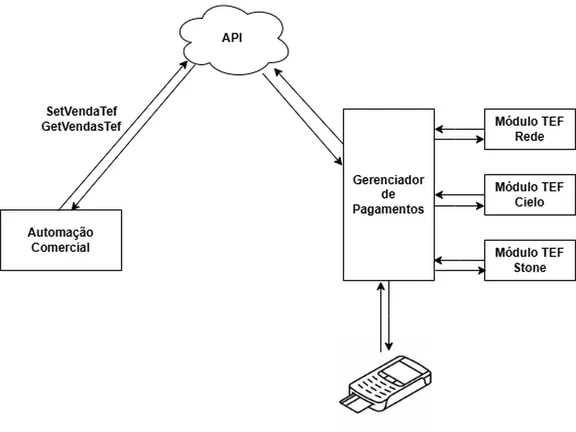 API
SetVendaTef
GetVendasTef
Automação
Comercial
Gerenciador
de
Pagamentos
Módulo TEF
Rede
Módulo TEF
Cielo
Módulo TEF
Stone